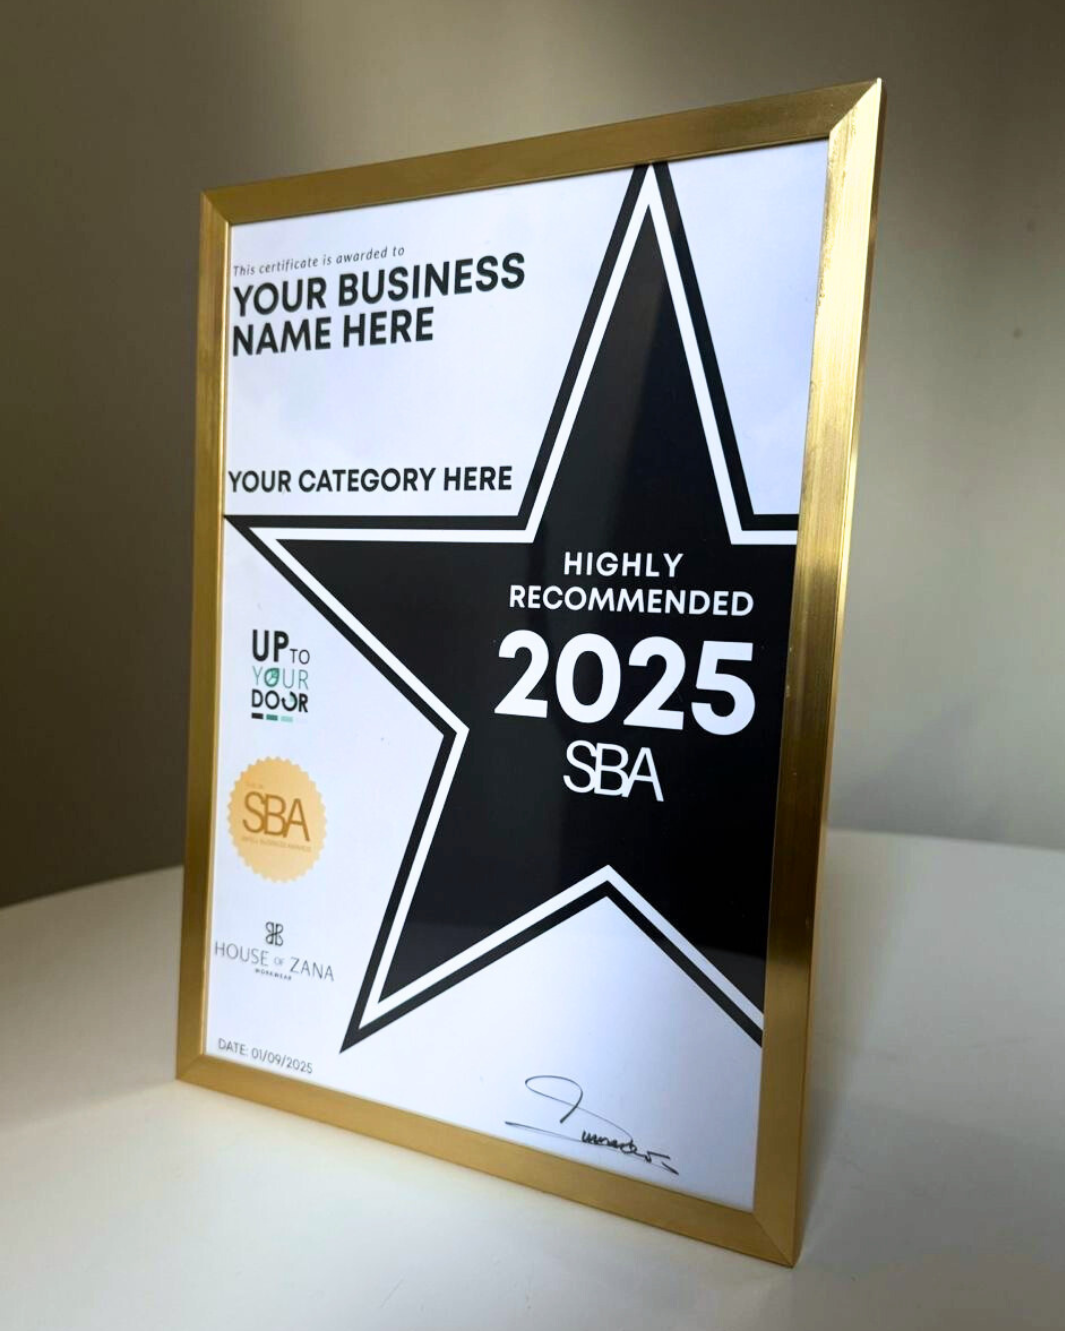 This certificate is awarded to
YOUR BUSINESS
NAME HERE
YOUR CATEGORY HERE
HIGHLY
RECOMMENDED
2025
SBA
UP TO
YOUR
DOOR
SBA
HOUSE OF ZANA
WORKWEAR
DATE: 01/09/2025